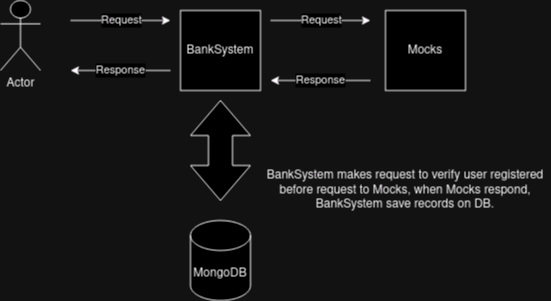 Request
Request
BankSystem
Mocks
Response
Response
Actor
BankSystem makes request to verify user registered
before request to Mocks, when Mocks respond,
BankSystem save records on DB.
MongoDB